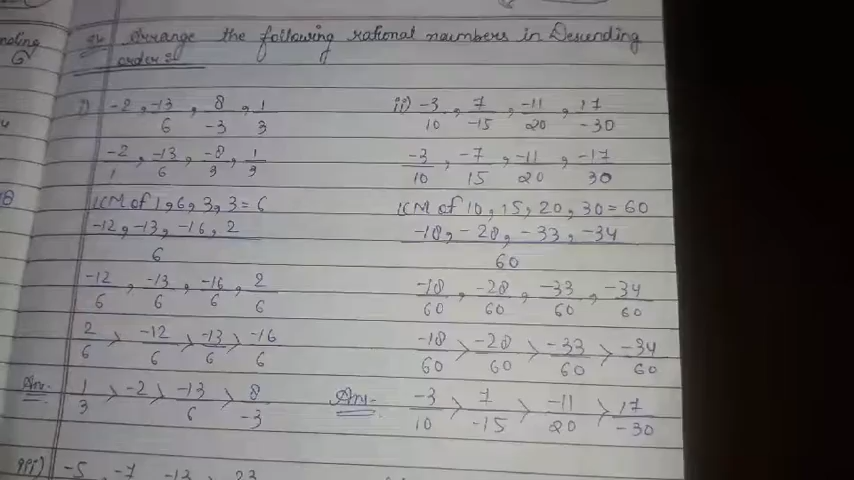 Arrange the following rational numbers in Descending
order:-
i) -2, -13/6, 8/-3, 1/3
-2/1, -13/6, -8/3, 1/3
LCM of 1, 6, 3, 3 = 6
-12, -13, -16, 2 / 6
-12/6, -13/6, -16/6, 2/6
2/6 > -12/6 > -13/6 > -16/6
Ans- 1/3 > -2 > -13/6 > 8/-3
ii) -3/10, 7/-15, -11/20, 17/-30
-3/10, -7/15, -11/20, -17/30
LCM of 10, 15, 20, 30 = 60
-18, -28, -33, -34 / 60
-18/60, -28/60, -33/60, -34/60
-18/60 > -28/60 > -33/60 > -34/60
Ans- -3/10 > 7/-15 > -11/20 > 17/-30
iii) -5, -7, -13, 23